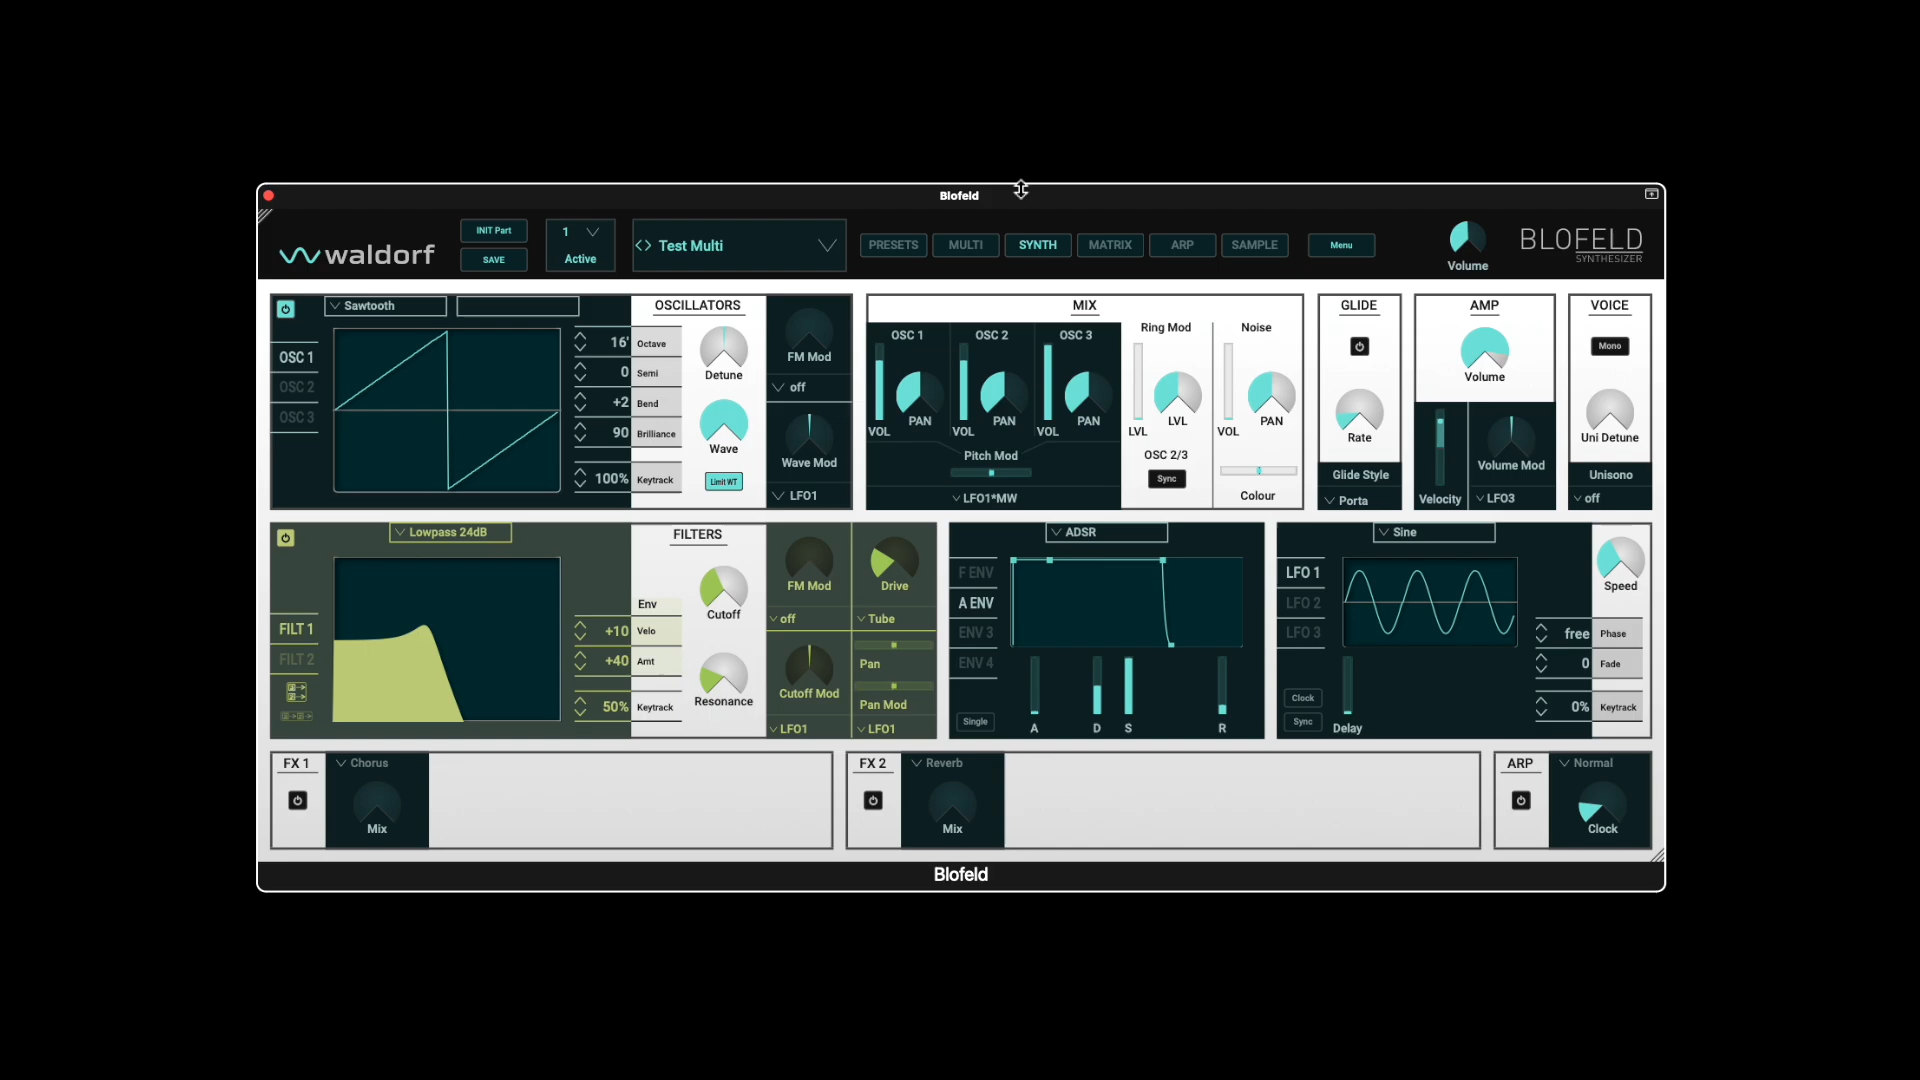 Blofeld
waldorf
INIT Part
SAVE
1
Active
Test Multi
PRESETS
MULTI
SYNTH
MATRIX
ARP
SAMPLE
Menu
Volume
BLOFELD
SYNTHESIZER
Sawtooth
OSC 1
OSC 2
OSC 3
16' Octave
0 Semi
+2 Bend
90 Brilliance
100% Keytrack
OSCILLATORS
Detune
Wave
Limit WT
FM Mod
off
Wave Mod
LFO1
MIX
OSC 1
VOL
PAN
OSC 2
VOL
PAN
OSC 3
VOL
PAN
Pitch Mod
LFO1*MW
Ring Mod
LVL
LVL
OSC 2/3
Sync
Noise
VOL
PAN
Colour
GLIDE
Rate
Glide Style
Porta
AMP
Volume
Velocity
Volume Mod
LFO3
VOICE
Mono
Uni Detune
Unisono
off
Lowpass 24dB
FILT 1
FILT 2
Env
+10 Velo
+40 Amt
50% Keytrack
FILTERS
Cutoff
Resonance
FM Mod
off
Cutoff Mod
LFO1
Drive
Tube
Pan
Pan Mod
LFO1
ADSR
F ENV
A ENV
ENV 3
ENV 4
Single
A
D
S
R
Sine
LFO 1
LFO 2
LFO 3
Clock
Sync
Delay
Speed
free Phase
0 Fade
0% Keytrack
FX 1
Chorus
Mix
FX 2
Reverb
Mix
ARP
Normal
Clock
Blofeld